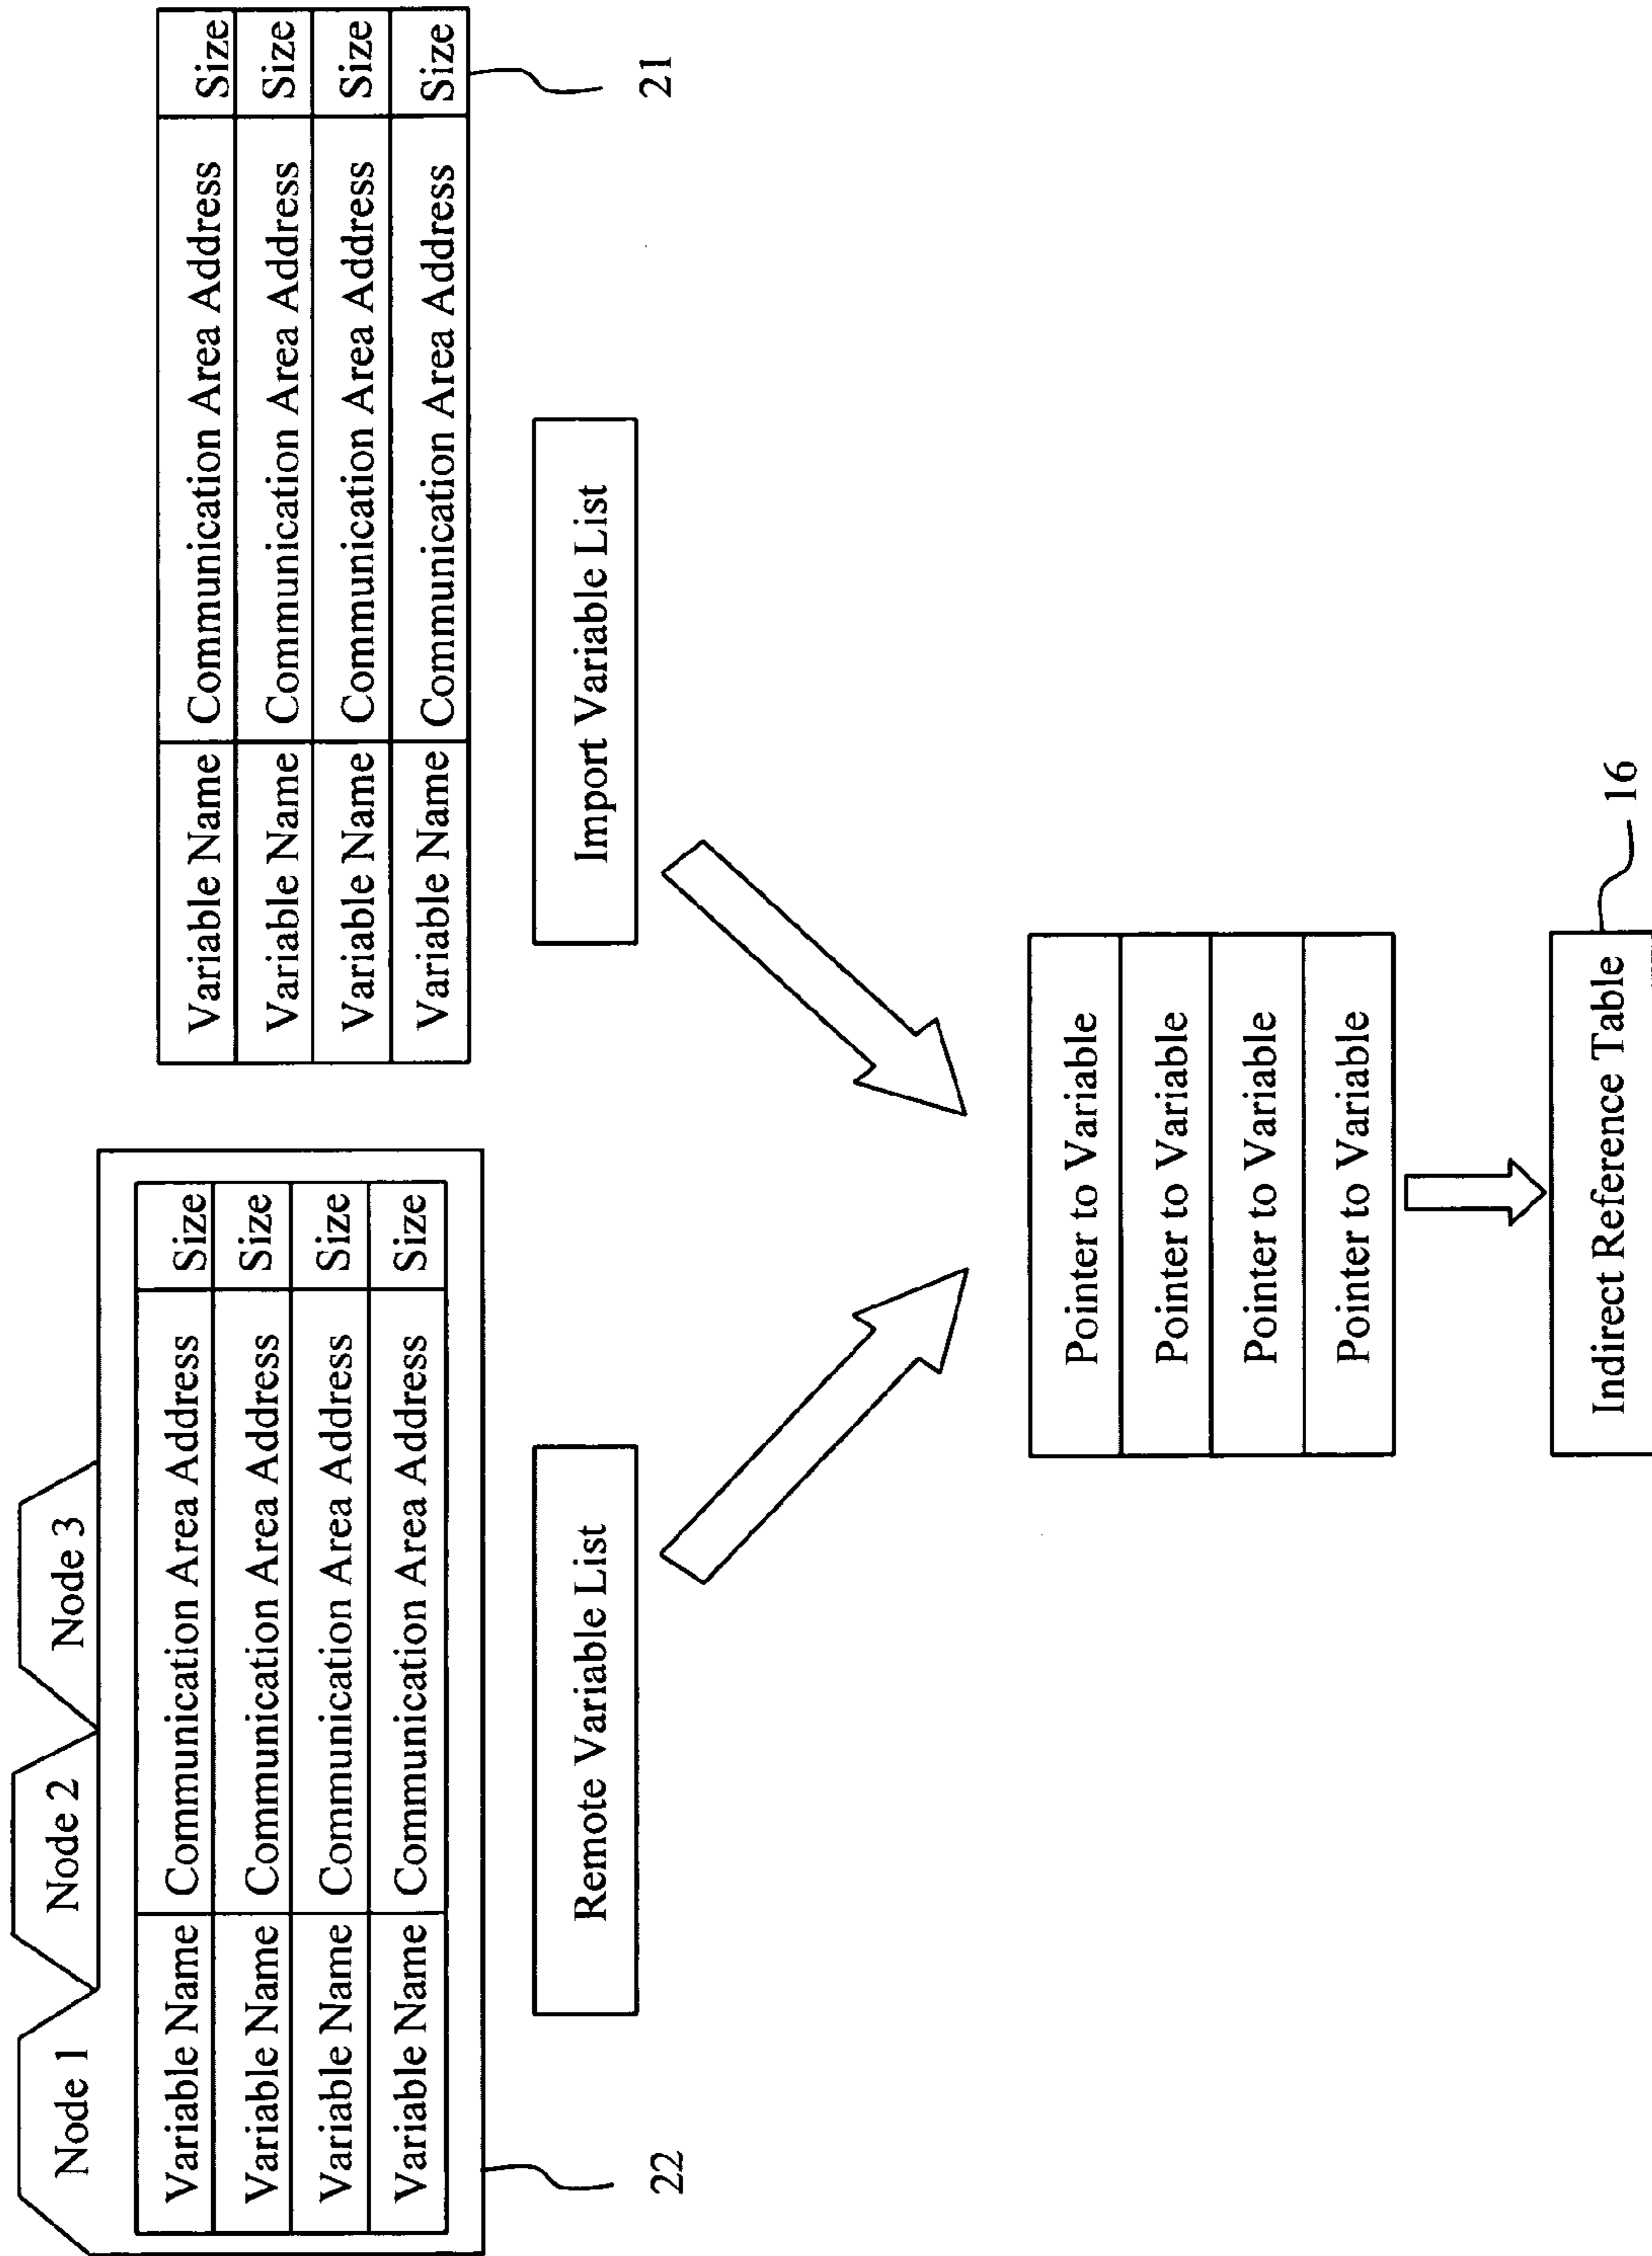 Node 1
Node 2
Node 3
Variable Name Communication Area Address Size
Variable Name Communication Area Address Size
Variable Name Communication Area Address Size
Variable Name Communication Area Address Size
22
Remote Variable List
Variable Name Communication Area Address Size
Variable Name Communication Area Address Size
Variable Name Communication Area Address Size
Variable Name Communication Area Address Size
21
Import Variable List
Pointer to Variable
Pointer to Variable
Pointer to Variable
Pointer to Variable
Indirect Reference Table
16